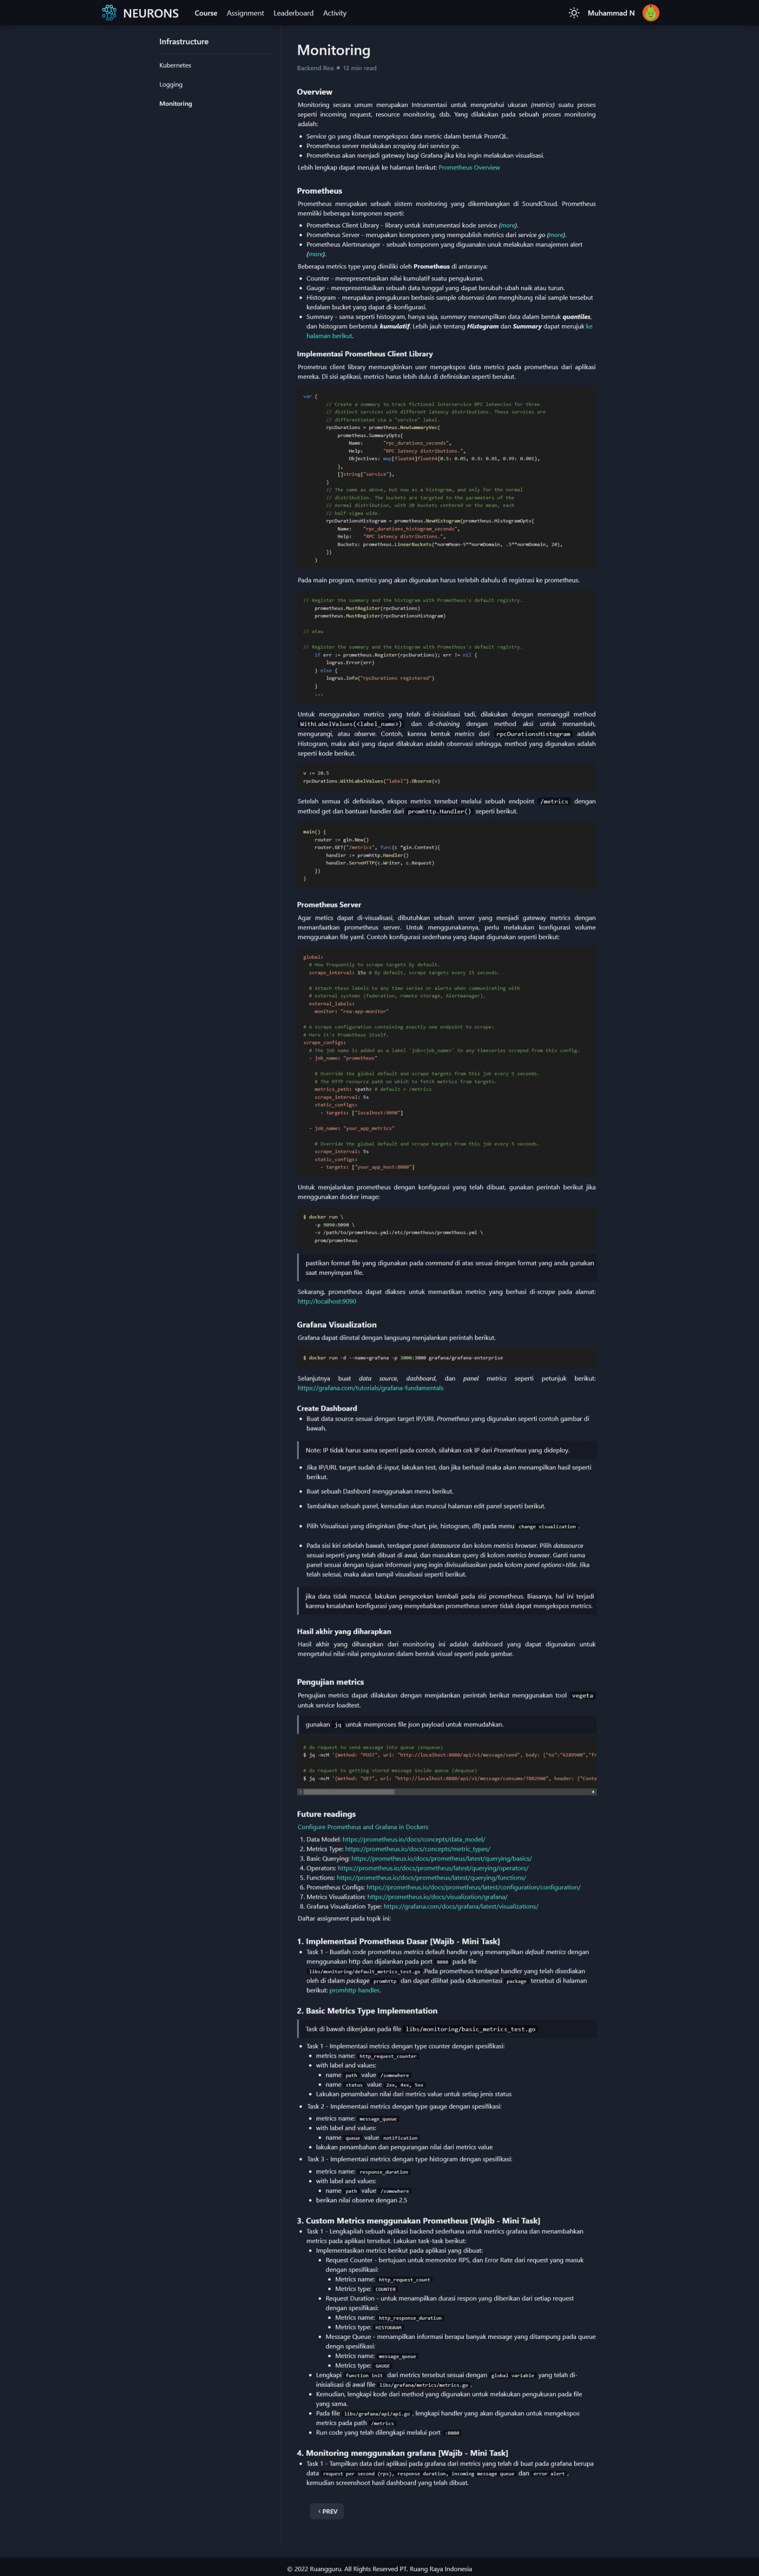 NEURONS
Course
Assignment
Leaderboard
Activity
Muhammad N
Infrastructure
Kubernetes
Logging
Monitoring
Monitoring
Backend Rea • 13 min read
Overview
Monitoring secara umum merupakan Intrumentasi untuk mengetahui ukuran (metrics) suatu proses
seperti incoming request, resource monitoring, dsb. Yang dilakukan pada sebuah proses monitoring
adalah:
• Service go yang dibuat mengekspos data metric dalam bentuk PromQL.
• Prometheus server melakukan scraping dari service go.
• Prometheus akan menjadi gateway bagi Grafana jika kita ingin melakukan visualisasi.
Lebih lengkap dapat merujuk ke halaman berikut: Prometheus Overview
Prometheus
Prometheus merupakan sebuah sistem monitoring yang dikembangkan di SoundCloud. Prometheus
memiliki beberapa komponen seperti:
• Prometheus Client Library - library untuk instrumentasi kode service (more).
• Prometheus Server - merupakan komponen yang mempublish metrics dari service go (more).
• Prometheus Alertmanager - sebuah komponen yang diguanakn unuk melakukan manajemen alert
(more).
Beberapa metrics type yang dimiliki oleh Prometheus di antaranya:
• Counter - merepresentasikan nilai kumulatif suatu pengukuran.
• Gauge - merepresentasikan sebuah data tunggal yang dapat berubah-ubah naik atau turun.
• Histogram - merupakan pengukuran berbasis sample observasi dan menghitung nilai sample tersebut
kedalam bucket yang dapat di-konfigurasi.
• Summary - sama seperti histogram, hanya saja, summary menampilkan data dalam bentuk quantiles,
dan histogram berbentuk kumulatif. Lebih jauh tentang Histogram dan Summary dapat merujuk ke
halaman berikut.
Implementasi Prometheus Client Library
Prometrus client library memungkinkan user mengekspos data metrics pada prometheus dari aplikasi
mereka. Di sisi aplikasi, metrics harus lebih dulu di definisikan seperti berukut.
var (
// Create a summary to track fictional interservice RPC latencies for three
// distinct services with different latency distributions. These services are
// differentiated via a "service" label.
rpcDurations = prometheus.NewSummaryVec(
prometheus.SummaryOpts{
Name: "rpc_durations_seconds",
Help: "RPC latency distributions.",
Objectives: map[float64]float64{0.5: 0.05, 0.9: 0.01, 0.99: 0.001},
},
[]string{"service"},
)
// The same as above, but now as a histogram, and only for the normal
// distribution. The buckets are targeted to the parameters of the
// normal distribution, with 20 buckets centered on the mean, each
// half-sigma wide.
rpcDurationsHistogram = prometheus.NewHistogram(prometheus.HistogramOpts{
Name: "rpc_durations_histogram_seconds",
Help: "RPC latency distributions.",
Buckets: prometheus.LinearBuckets(*normMean-5**normDomain, .5**normDomain, 20),
})
)
Pada main program, metrics yang akan digunakan harus terlebih dahulu di registrasi ke prometheus.
// Register the summary and the histogram with Prometheus's default registry.
prometheus.MustRegister(rpcDurations)
prometheus.MustRegister(rpcDurationsHistogram)
// atau
// Register the summary and the histogram with Prometheus's default registry.
if err := prometheus.Register(rpcDurations); err != nil {
logrus.Error(err)
} else {
logrus.Info("rpcDurations registered")
}
...
Untuk menggunakan metrics yang telah di-inisialisasi tadi, dilakukan dengan memanggil method
WithLabelValues(<label_name>) dan di-chaining dengan method aksi untuk menambah,
mengurangi, atau observe. Contoh, karena bentuk metrics dari rpcDurationsHistogram adalah
Histogram, maka aksi yang dapat dilakukan adalah observasi sehingga, method yang digunakan adalah
seperti kode berikut.
v := 20.5
rpcDurations.WithLabelValues("label").Observe(v)
Setelah semua di definisikan, ekspos metrics tersebut melalui sebuah endpoint /metrics dengan
method get dan bantuan handler dari promhttp.Handler() seperti berikut.
main() {
router := gin.New()
router.GET("/metrics", func(c *gin.Context){
handler := promhttp.Handler()
handler.ServeHTTP(c.Writer, c.Request)
})
}
Prometheus Server
Agar metics dapat di-visualisasi, dibutuhkan sebuah server yang menjadi gateway metrics dengan
memanfaatkan prometheus server. Untuk menggunakannya, perlu melakukan konfigurasi volume
menggunakan file yaml. Contoh konfigurasi sederhana yang dapat digunakan seperti berikut:
global:
# How frequently to scrape targets by default.
scrape_interval: 15s # By default, scrape targets every 15 seconds.
# Attach these labels to any time series or alerts when communicating with
# external systems (federation, remote storage, Alertmanager).
external_labels:
monitor: "rea-app-monitor"
# A scrape configuration containing exactly one endpoint to scrape:
# Here it's Prometheus itself.
scrape_configs:
# The job name is added as a label `job=<job_name>` to any timeseries scraped from this config.
- job_name: "prometheus"
# Override the global default and scrape targets from this job every 5 seconds.
# The HTTP resource path on which to fetch metrics from targets.
metrics_path: <path> # default = /metrics
scrape_interval: 5s
static_configs:
- targets: ["localhost:9090"]
- job_name: "your_app_metrics"
# Override the global default and scrape targets from this job every 5 seconds.
scrape_interval: 5s
static_configs:
- targets: ["your_app_host:8080"]
Untuk menjalankan prometheus dengan konfigurasi yang telah dibuat, gunakan perintah berikut jika
menggunakan docker image:
$ docker run \
-p 9090:9090 \
-v /path/to/prometheus.yml:/etc/prometheus/prometheus.yml \
prom/prometheus
pastikan format file yang digunakan pada command di atas sesuai dengan format yang anda gunakan
saat menyimpan file.
Sekarang, prometheus dapat diakses untuk memastikan metrics yang berhasi di-scrape pada alamat:
http://localhost:9090
Grafana Visualization
Grafana dapat diinstal dengan langsung menjalankan perintah berikut.
$ docker run -d --name=grafana -p 3000:3000 grafana/grafana-enterprise
Selanjutnya buat data source, dashboard, dan panel metrics seperti petunjuk berikut:
https://grafana.com/tutorials/grafana-fundamentals
Create Dashboard
• Buat data source sesuai dengan target IP/URL Prometheus yang digunakan seperti contoh gambar di
bawah.
Note: IP tidak harus sama seperti pada contoh, silahkan cek IP dari Prometheus yang dideploy.
• Jika IP/URL target sudah di-input, lakukan test, dan jika berhasil maka akan menampilkan hasil seperti
berikut.
• Buat sebuah Dashbord menggunakan menu berikut.
• Tambahkan sebuah panel, kemudian akan muncul halaman edit panel seperti berikut.
• Pilih Visualisasi yang diinginkan (line-chart, pie, histogram, dll) pada menu change visualization.
• Pada sisi kiri sebelah bawah, terdapat panel datasource dan kolom metrics browser. Pilih datasource
sesuai seperti yang telah dibuat di awal, dan masukkan query di kolom metrics browser. Ganti nama
panel sesuai dengan tujuan informasi yang ingin divisualisasikan pada kolom panel options>title. Jika
telah selesai, maka akan tampil visualisasi seperti berikut.
jika data tidak muncul, lakukan pengecekan kembali pada sisi prometheus. Biasanya, hal ini terjadi
karena kesalahan konfigurasi yang menyebabkan prometheus server tidak dapat mengekspos metrics.
Hasil akhir yang diharapkan
Hasil akhir yang diharapkan dari monitoring ini adalah dashboard yang dapat digunakan untuk
mengetahui nilai-nilai pengukuran dalam bentuk visual seperti pada gambar.
Pengujian metrics
Pengujian metrics dapat dilakukan dengan menjalankan perintah berikut menggunakan tool vegeta
untuk service loadtest.
gunakan jq untuk memproses file json payload untuk memudahkan.
# do request to send message into queue (enqueue)
$ jq -ncM '{method: "POST", url: "http://localhost:8080/api/v1/message/send", body: {"to":"6289900","fr
# do request to getting stored message inside queue (dequeue)
$ jq -ncM '{method: "GET", url: "http://localhost:8080/api/v1/message/consume/7882900", header: {"Conte
Future readings
Configure Prometheus and Grafana in Dockers
1. Data Model: https://prometheus.io/docs/concepts/data_model/
2. Metrics Type: https://prometheus.io/docs/concepts/metric_types/
3. Basic Querying: https://prometheus.io/docs/prometheus/latest/querying/basics/
4. Operators: https://prometheus.io/docs/prometheus/latest/querying/operators/
5. Functions: https://prometheus.io/docs/prometheus/latest/querying/functions/
6. Prometheus Configs: https://prometheus.io/docs/prometheus/latest/configuration/configuration/
7. Metrics Visualization: https://prometheus.io/docs/visualization/grafana/
8. Grafana Visualization Type: https://grafana.com/docs/grafana/latest/visualizations/
Daftar assignment pada topik ini:
1. Implementasi Prometheus Dasar [Wajib - Mini Task]
• Task 1 - Buatlah code prometheus metrics default handler yang menampilkan default metrics dengan
menggunakan http dan dijalankan pada port 8080 pada file
libs/monitoring/default_metrics_test.go.Pada prometheus terdapat handler yang telah disediakan
oleh di dalam package promhttp dan dapat dilihat pada dokumentasi package tersebut di halaman
berikut: promhttp handler.
2. Basic Metrics Type Implementation
Task di bawah dikerjakan pada file libs/monitoring/basic_metrics_test.go
• Task 1 - Implementasi metrics dengan type counter dengan spesifikasi:
• metrics name: http_request_counter
• with label and values:
• name path value /somewhere
• name status value 2xx, 4xx, 5xx
• Lakukan penambahan nilai dari metrics value untuk setiap jenis status
• Task 2 - Implementasi metrics dengan type gauge dengan spesifikasi:
• metrics name: message_queue
• with label and values:
• name queue value notification
• lakukan penambahan dan pengurangan nilai dari metrics value
• Task 3 - Implementasi metrics dengan type histogram dengan spesifikasi:
• metrics name: response_duration
• with label and values:
• name path value /somewhere
• berikan nilai observe dengan 2.5
3. Custom Metrics menggunakan Prometheus [Wajib - Mini Task]
• Task 1 - Lengkapilah sebuah aplikasi backend sederhana untuk metrics grafana dan menambahkan
metrics pada aplikasi tersebut. Lakukan task-task berikut:
• Implementasikan metrics berikut pada aplikasi yang dibuat:
• Request Counter - bertujuan untuk memonitor RPS, dan Error Rate dari request yang masuk
dengan spesifikasi:
• Metrics name: http_request_count
• Metrics type: COUNTER
• Request Duration - untuk menampilkan durasi respon yang diberikan dari setiap request
dengan spesifikasi:
• Metrics name: http_response_duration
• Metrics type: HISTOGRAM
• Message Queue - menampilkan informasi berapa banyak message yang ditampung pada queue
dengn spesifikasi:
• Metrics name: message_queue
• Metrics type: GAUGE
• Lengkapi function init dari metrics tersebut sesuai dengan global variable yang telah di-
inisialisasi di awal file libs/grafana/metrics/metrics.go.
• Kemudian, lengkapi kode dari method yang digunakan untuk melakukan pengukuran pada file
yang sama.
• Pada file libs/grafana/api/api.go, lengkapi handler yang akan digunakan untuk mengekspos
metrics pada path /metrics
• Run code yang telah dilengkapi melalui port :8080
4. Monitoring menggunakan grafana [Wajib - Mini Task]
• Task 1 - Tampilkan data dari aplikasi pada grafana dari metrics yang telah di buat pada grafana berupa
data request per second (rps), response duration, incoming message queue dan error alert,
kemudian screenshoot hasil dashboard yang telah dibuat.
‹ PREV
© 2022 Ruangguru. All Rights Reserved PT. Ruang Raya Indonesia